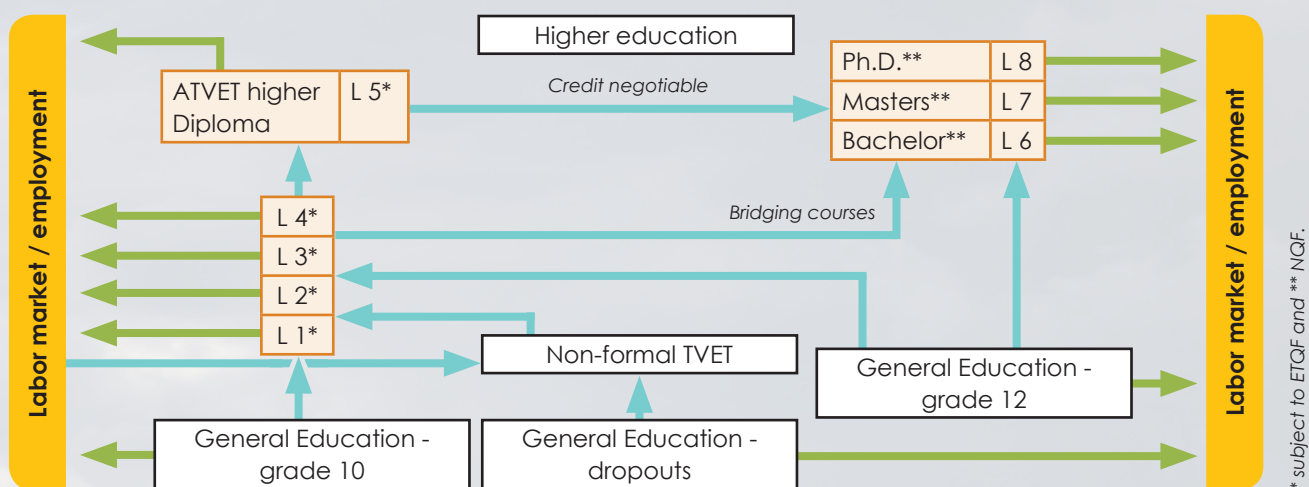 Labor market / employment
Higher education
ATVET higher
Diploma
L 5*
Credit negotiable
Ph.D.**
L 8
Masters**
L 7
Bachelor**
L 6
L 4*
L 3*
L 2*
L 1*
Bridging courses
Non-formal TVET
General Education -
grade 12
General Education -
grade 10
General Education -
dropouts
Labor market / employment
* subject to ETQF and ** NQF.